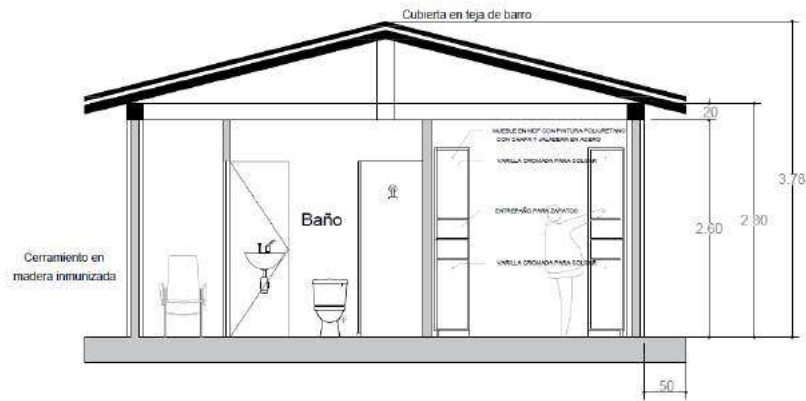 Cubierta en teja de barro
20
MUEBLE EN MDF CON PINTURA POLIURETANO
CON CHAPA Y JALADERA EN ACERO
VARILLA CROMADA PARA COLGAR
3.78
Baño
ENTREPAÑO PARA ZAPATOS
2.60
2.80
Cerramiento en
madera inmunizada
VARILLA CROMADA PARA COLGAR
50